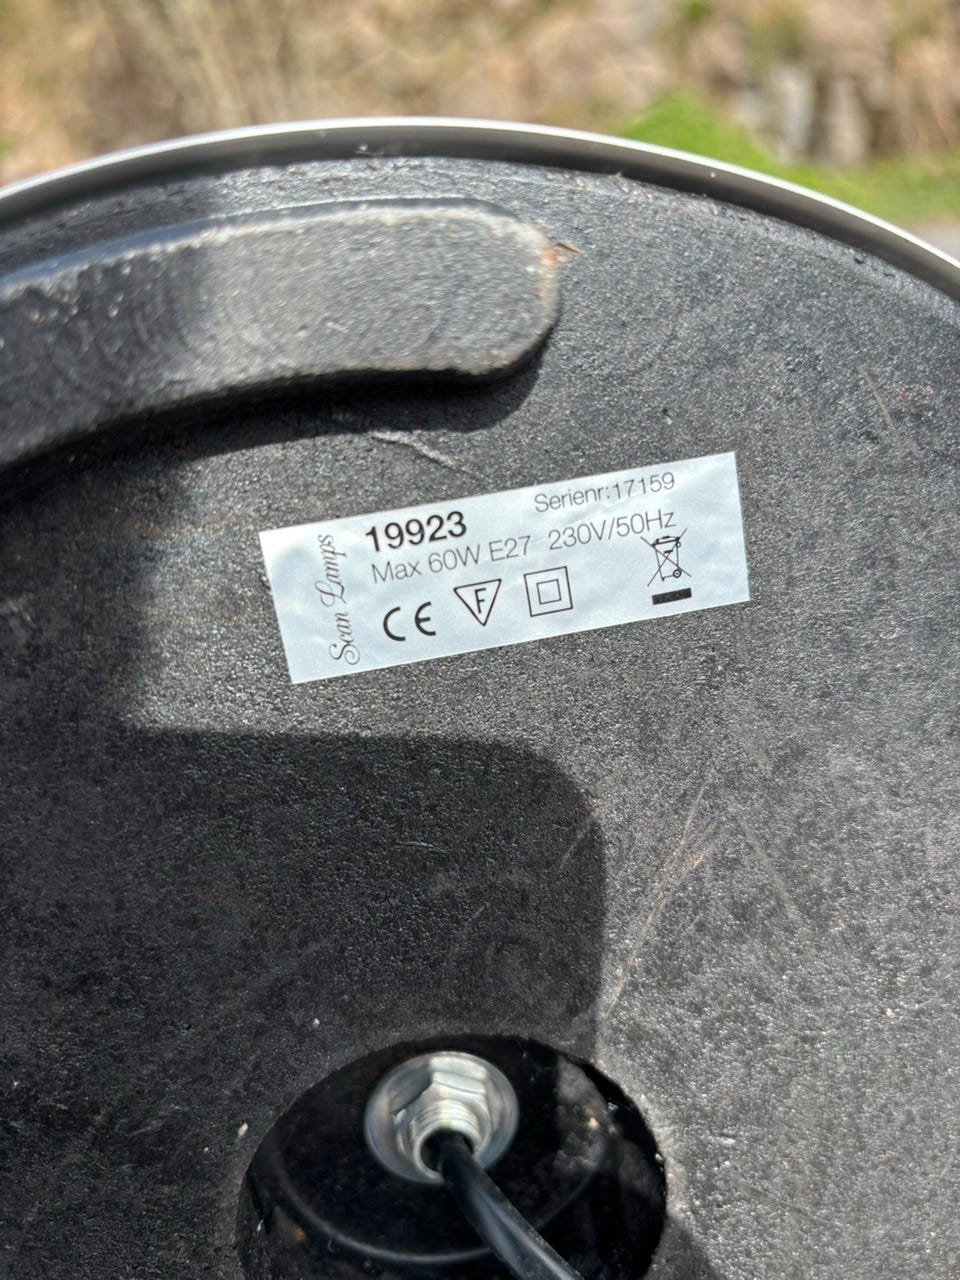 Scan Lamps
19923 Serienr:17159
Max 60W E27 230V/50Hz
CE F